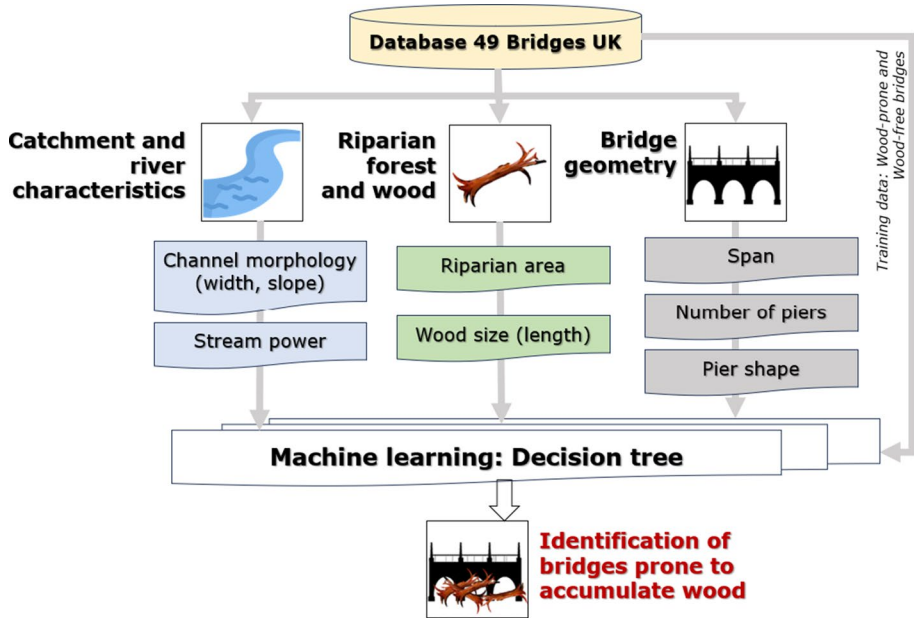 Database 49 Bridges UK
Training data: Wood-prone and
Wood-free bridges
Catchment and
river
characteristics
Riparian
forest
and wood
Bridge
geometry
Channel morphology
(width, slope)
Stream power
Riparian area
Wood size (length)
Span
Number of piers
Pier shape
Machine learning: Decision tree
Identification of
bridges prone to
accumulate wood